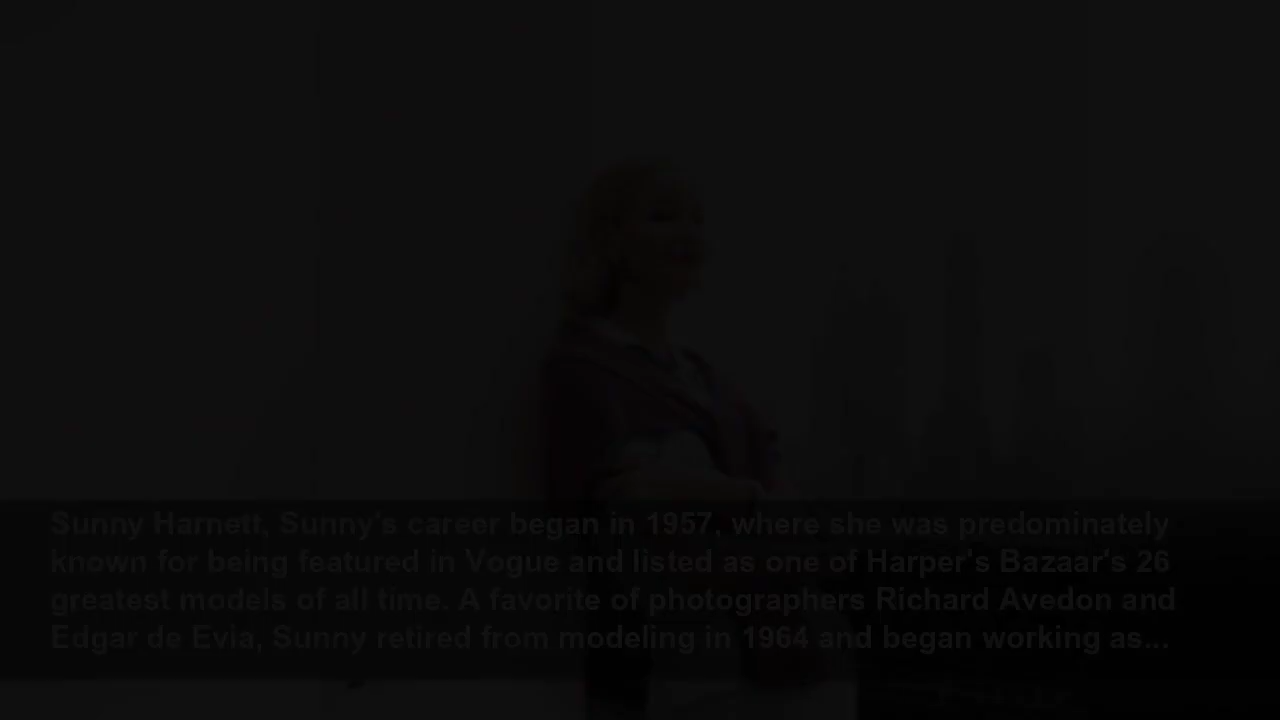 Sunny Harnett, Sunny's career began in 1957, where she was predominately
known for being featured in Vogue and listed as one of Harper's Bazaar's 26
greatest models of all time. A favorite of photographers Richard Avedon and
Edgar de Evia, Sunny retired from modeling in 1964 and began working as...